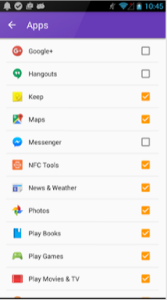 10:45
Apps
Google+
Hangouts
Keep
Maps
Messenger
NFC Tools
News & Weather
Photos
Play Books
Play Games
Play Movies & TV